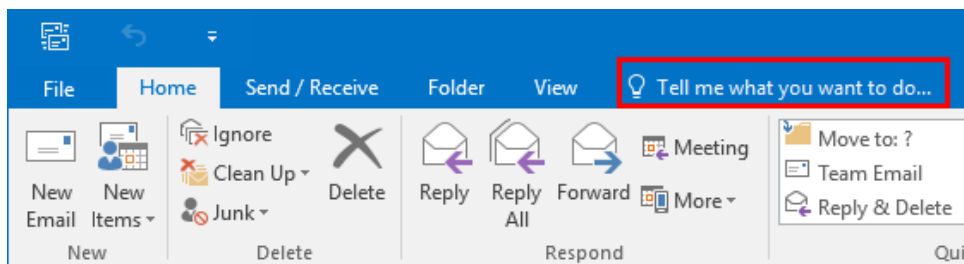 File Home Send / Receive Folder View Tell me what you want to do...
New Email
New Items
Ignore
Clean Up
Junk
Delete
Reply
Reply All
Forward
Meeting
More
Move to: ?
Team Email
Reply & Delete
New Delete Respond Qui